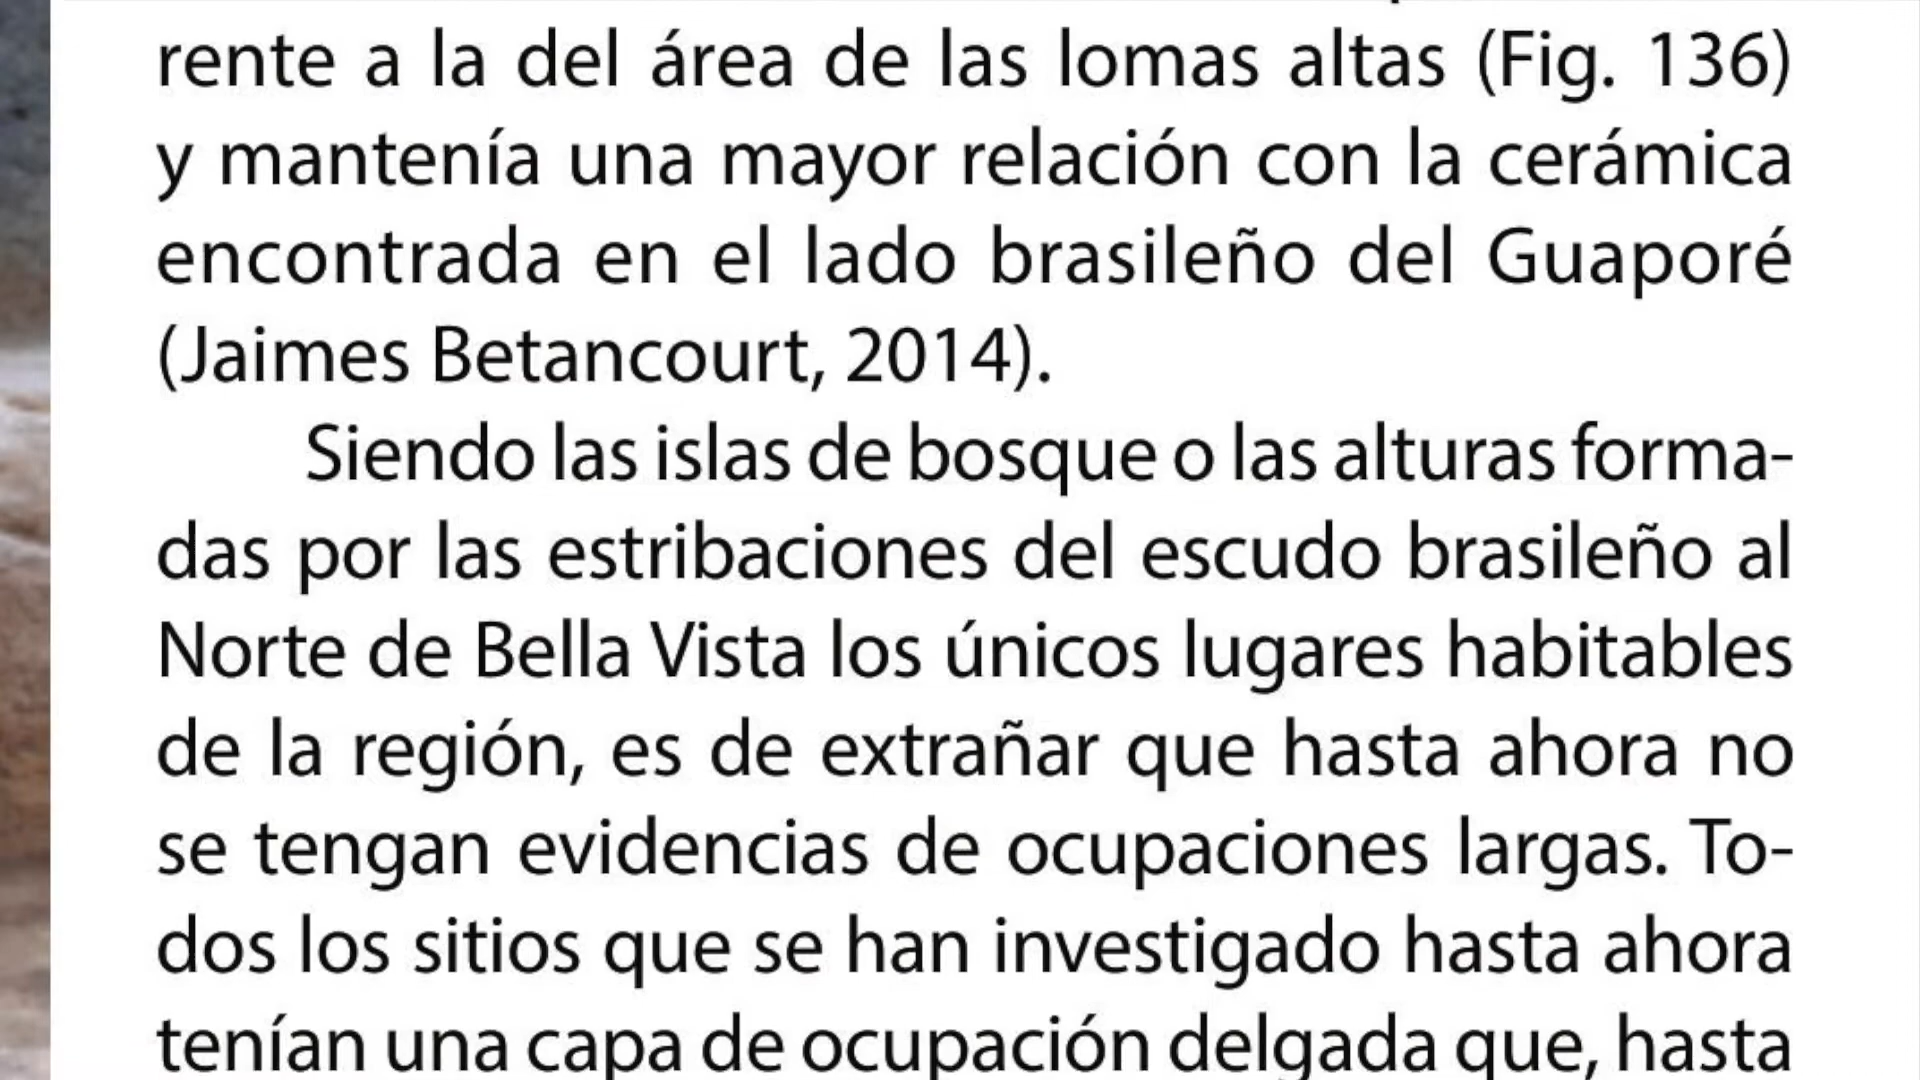 rente a la del área de las lomas altas (Fig. 136)
y mantenía una mayor relación con la cerámica
encontrada en el lado brasileño del Guaporé
(Jaimes Betancourt, 2014).
Siendo las islas de bosque o las alturas forma-
das por las estribaciones del escudo brasileño al
Norte de Bella Vista los únicos lugares habitables
de la región, es de extrañar que hasta ahora no
se tengan evidencias de ocupaciones largas. To-
dos los sitios que se han investigado hasta ahora
tenían una capa de ocupación delgada que, hasta